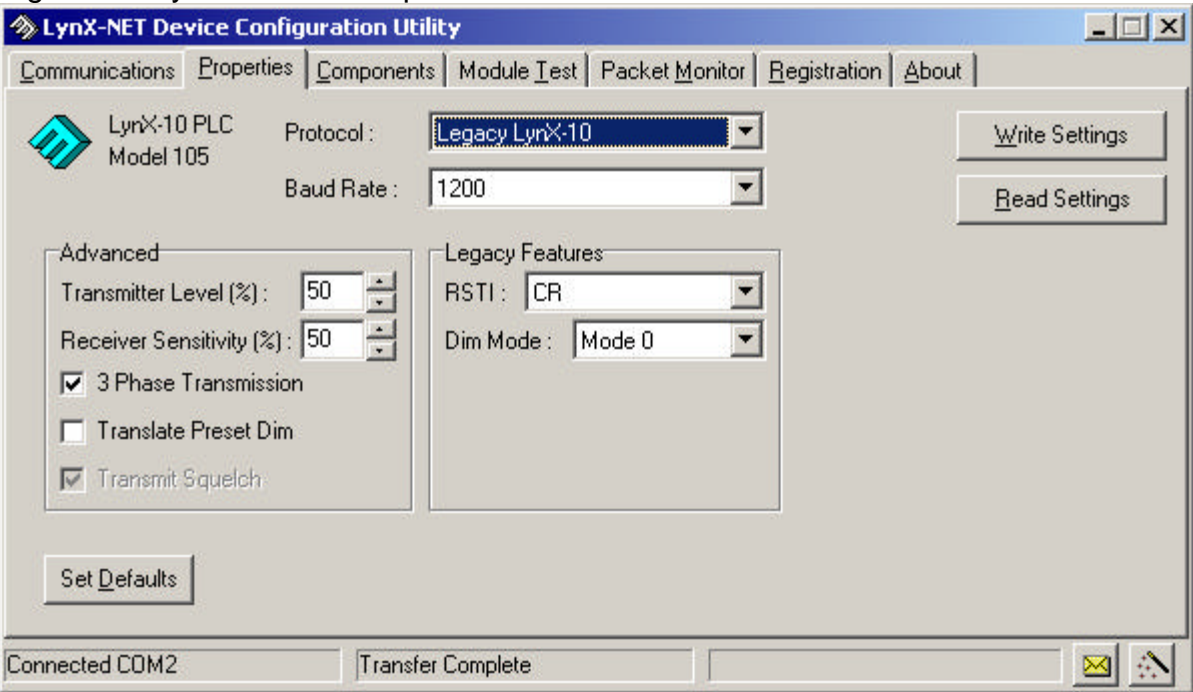 LynX-NET Device Configuration Utility
Communications Properties Components Module Test Packet Monitor Registration About
LynX-10 PLC
Model 105
Protocol : Legacy LynX-10
Baud Rate : 1200
Write Settings
Read Settings
Advanced
Transmitter Level (%) : 50
Receiver Sensitivity (%) : 50
3 Phase Transmission
Translate Preset Dim
Transmit Squelch
Legacy Features
RSTI : CR
Dim Mode : Mode 0
Set Defaults
Connected COM2 Transfer Complete